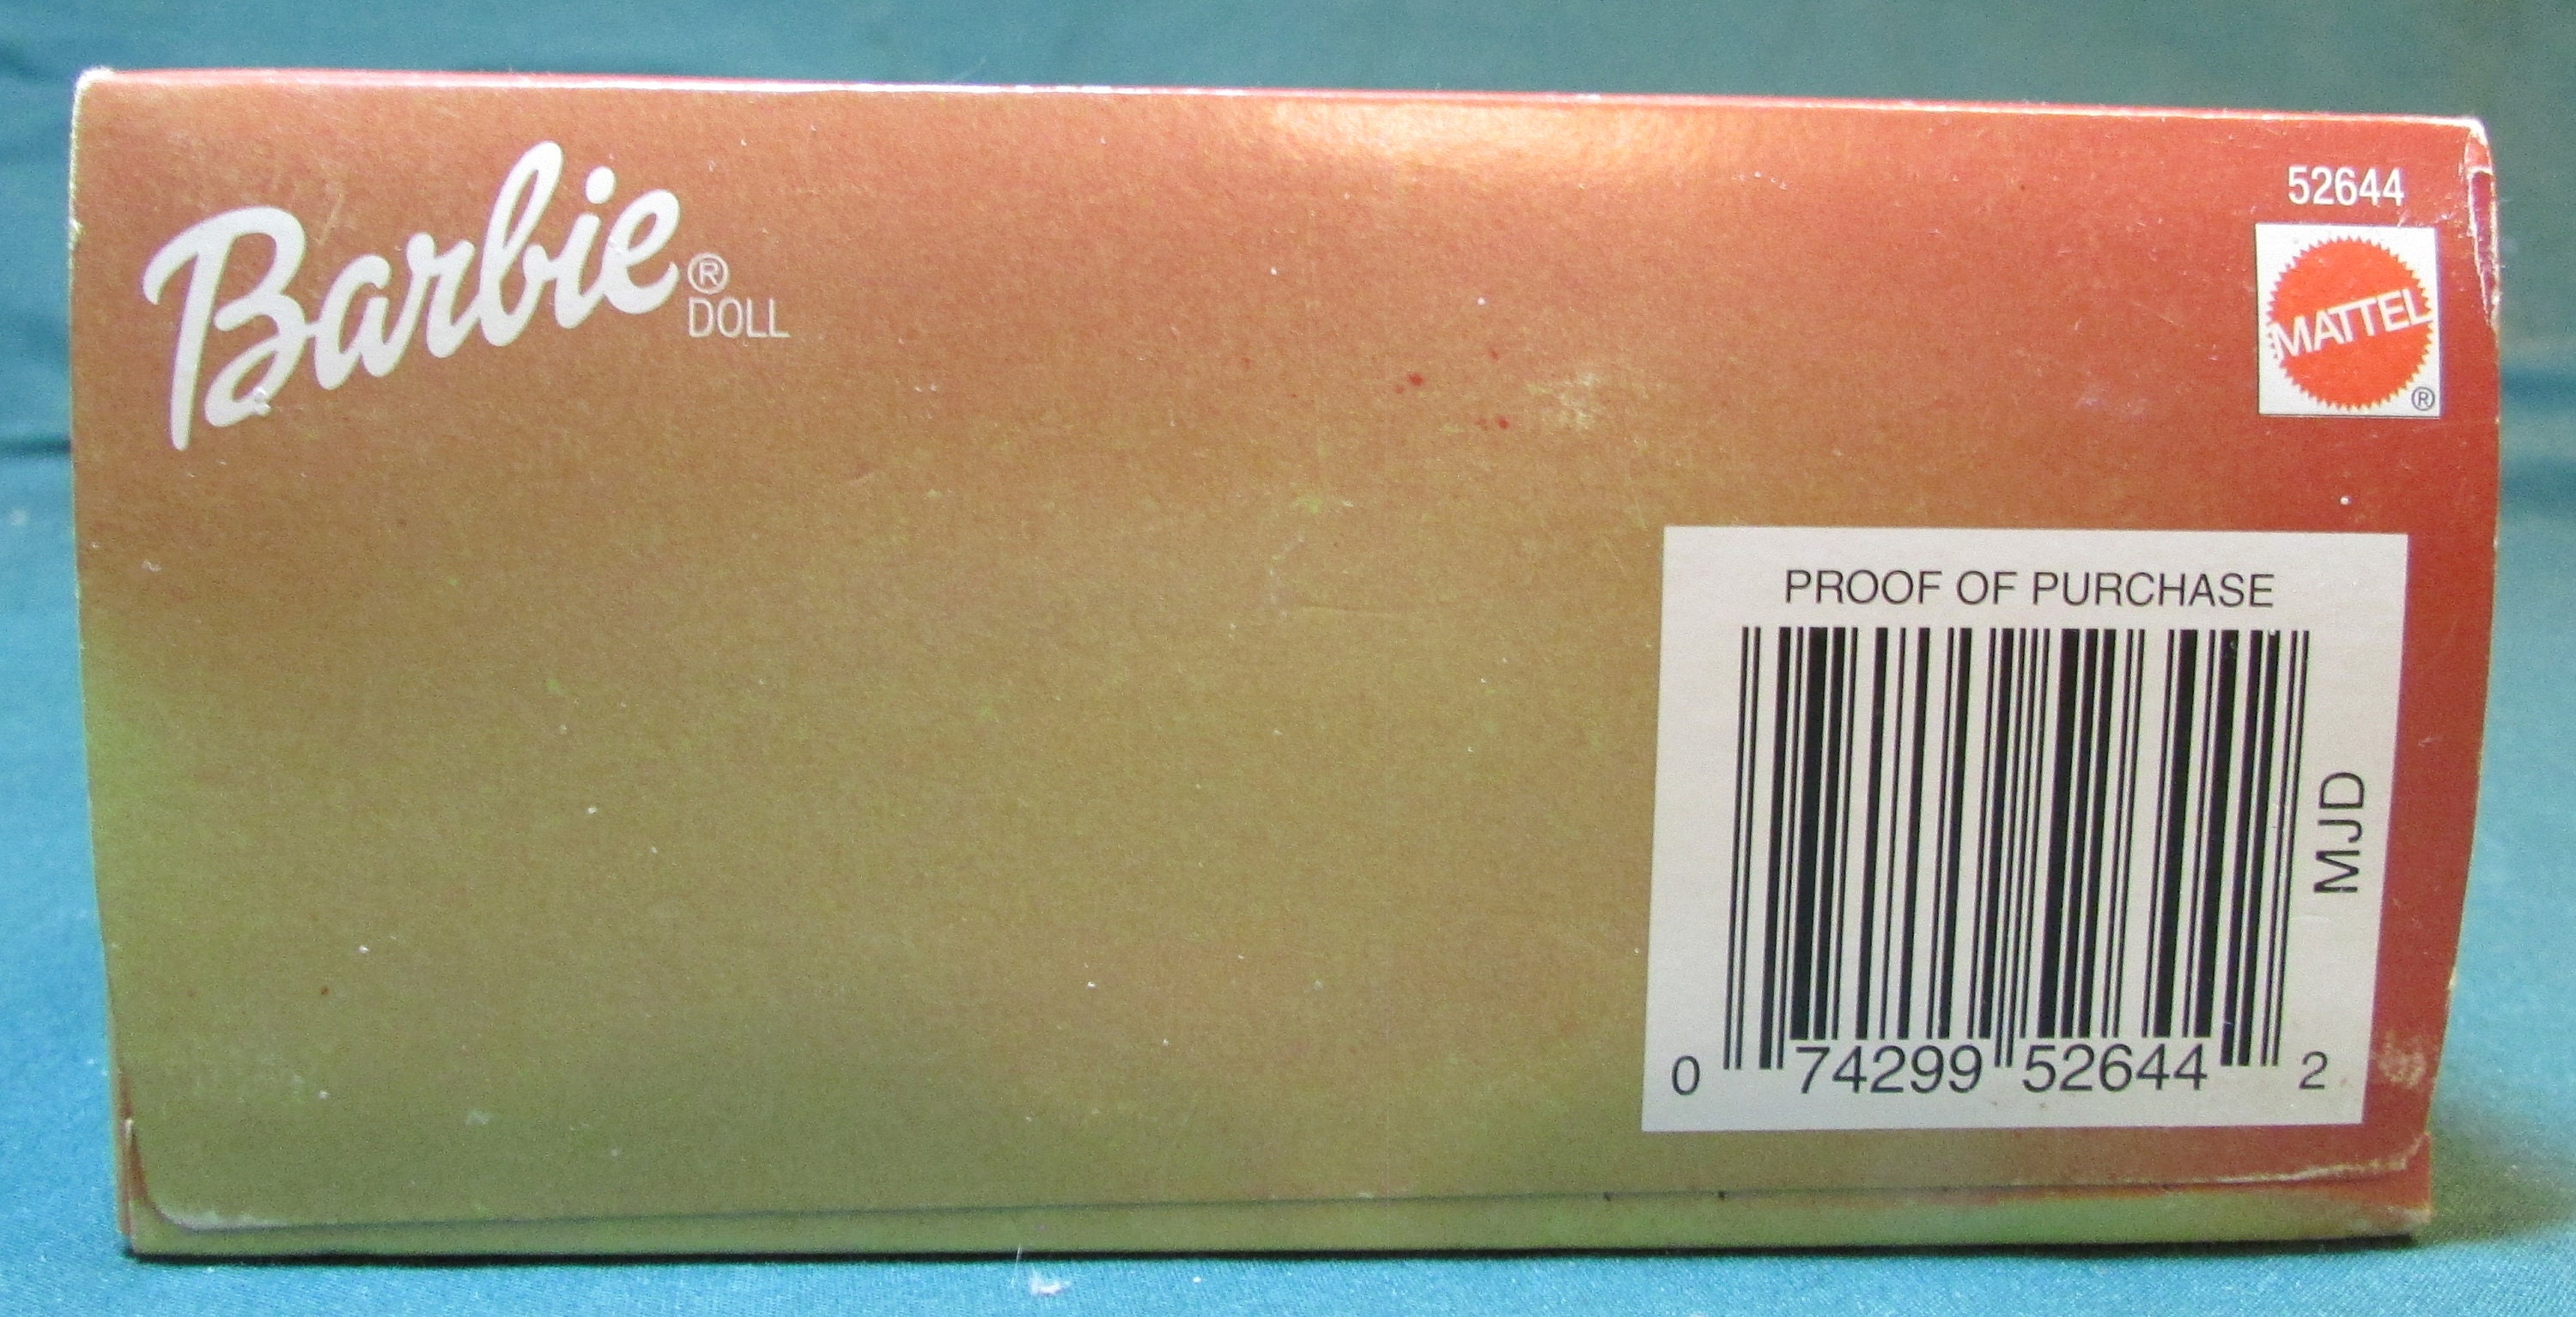 Barbie®
DOLL
52644
MATTEL
®
PROOF OF PURCHASE
MJD
0 74299 52644 2